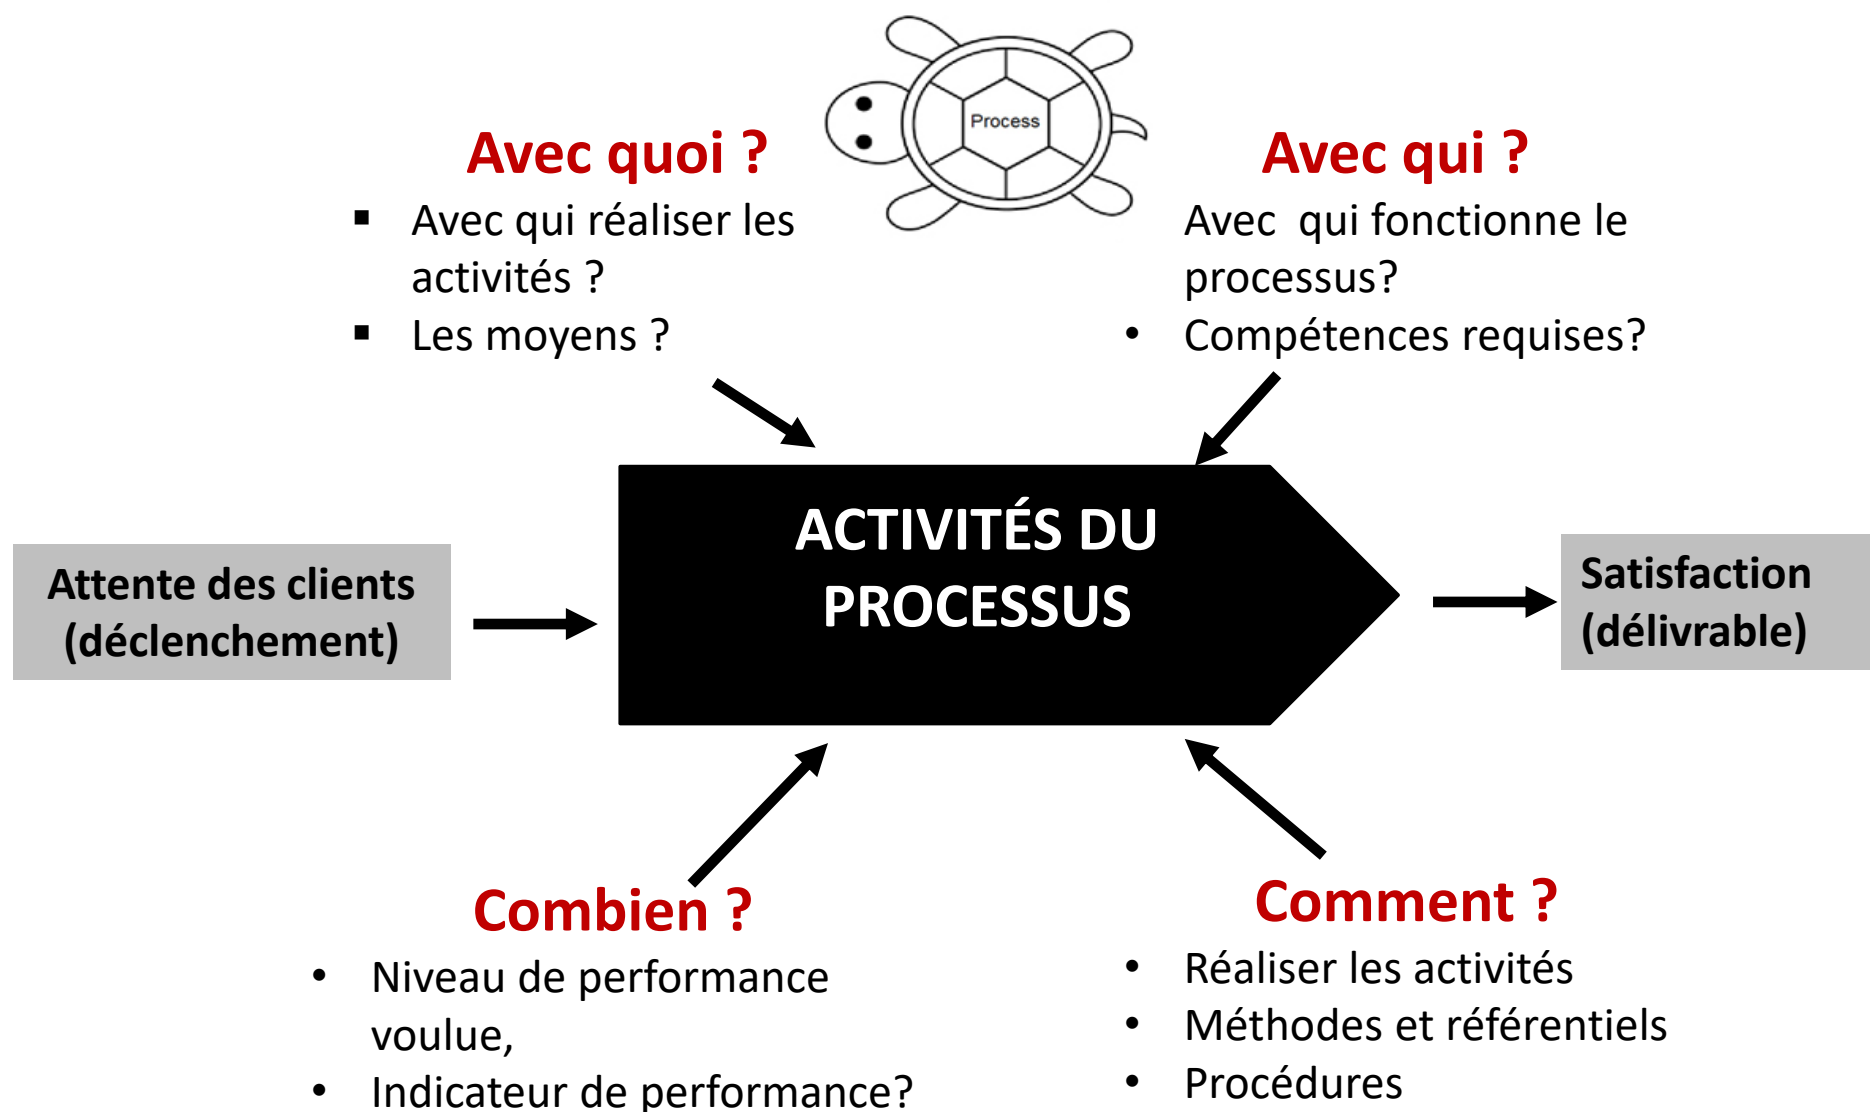 Process
Avec quoi ?
Avec qui réaliser les
activités ?
Les moyens ?
Avec qui ?
Avec  qui fonctionne le
processus?
Compétences requises?
Attente des clients
(déclenchement)
ACTIVITÉS DU
PROCESSUS
Satisfaction
(délivrable)
Combien ?
Niveau de performance
voulue,
Indicateur de performance?
Comment ?
Réaliser les activités
Méthodes et référentiels
Procédures